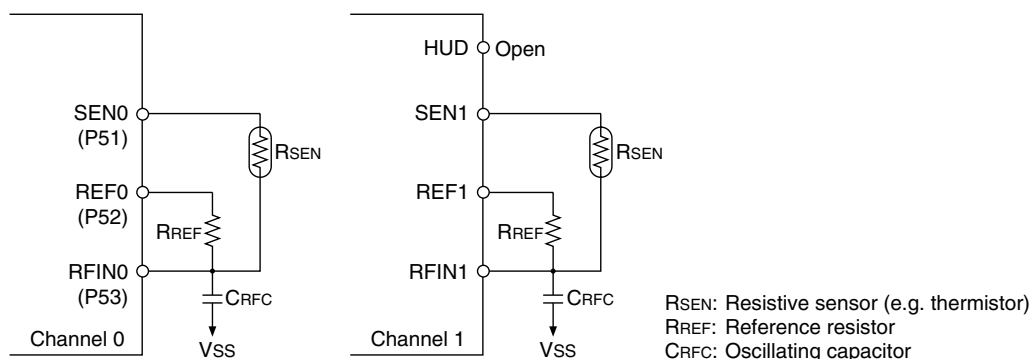 SEN0
(P51)
RSEN
REF0
(P52)
RREF
RFIN0
(P53)
CRFC
Channel 0
VSS
HUD Open
SEN1
RSEN
REF1
RREF
RFIN1
CRFC
Channel 1
VSS
RSEN: Resistive sensor (e.g. thermistor)
RREF: Reference resistor
CRFC: Oscillating capacitor